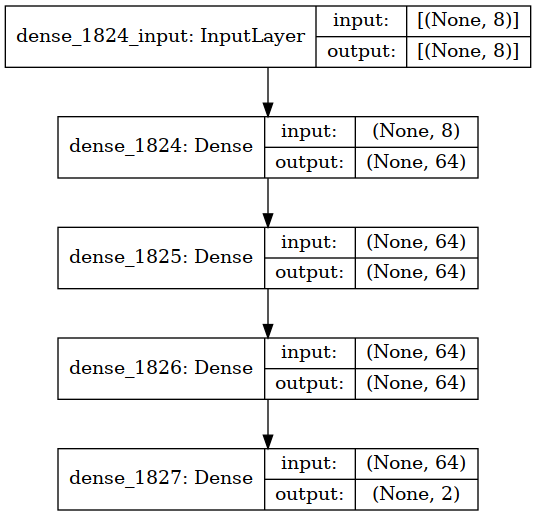 dense_1824_input: InputLayer
input: [(None, 8)]
output: [(None, 8)]
dense_1824: Dense
input: (None, 8)
output: (None, 64)
dense_1825: Dense
input: (None, 64)
output: (None, 64)
dense_1826: Dense
input: (None, 64)
output: (None, 64)
dense_1827: Dense
input: (None, 64)
output: (None, 2)